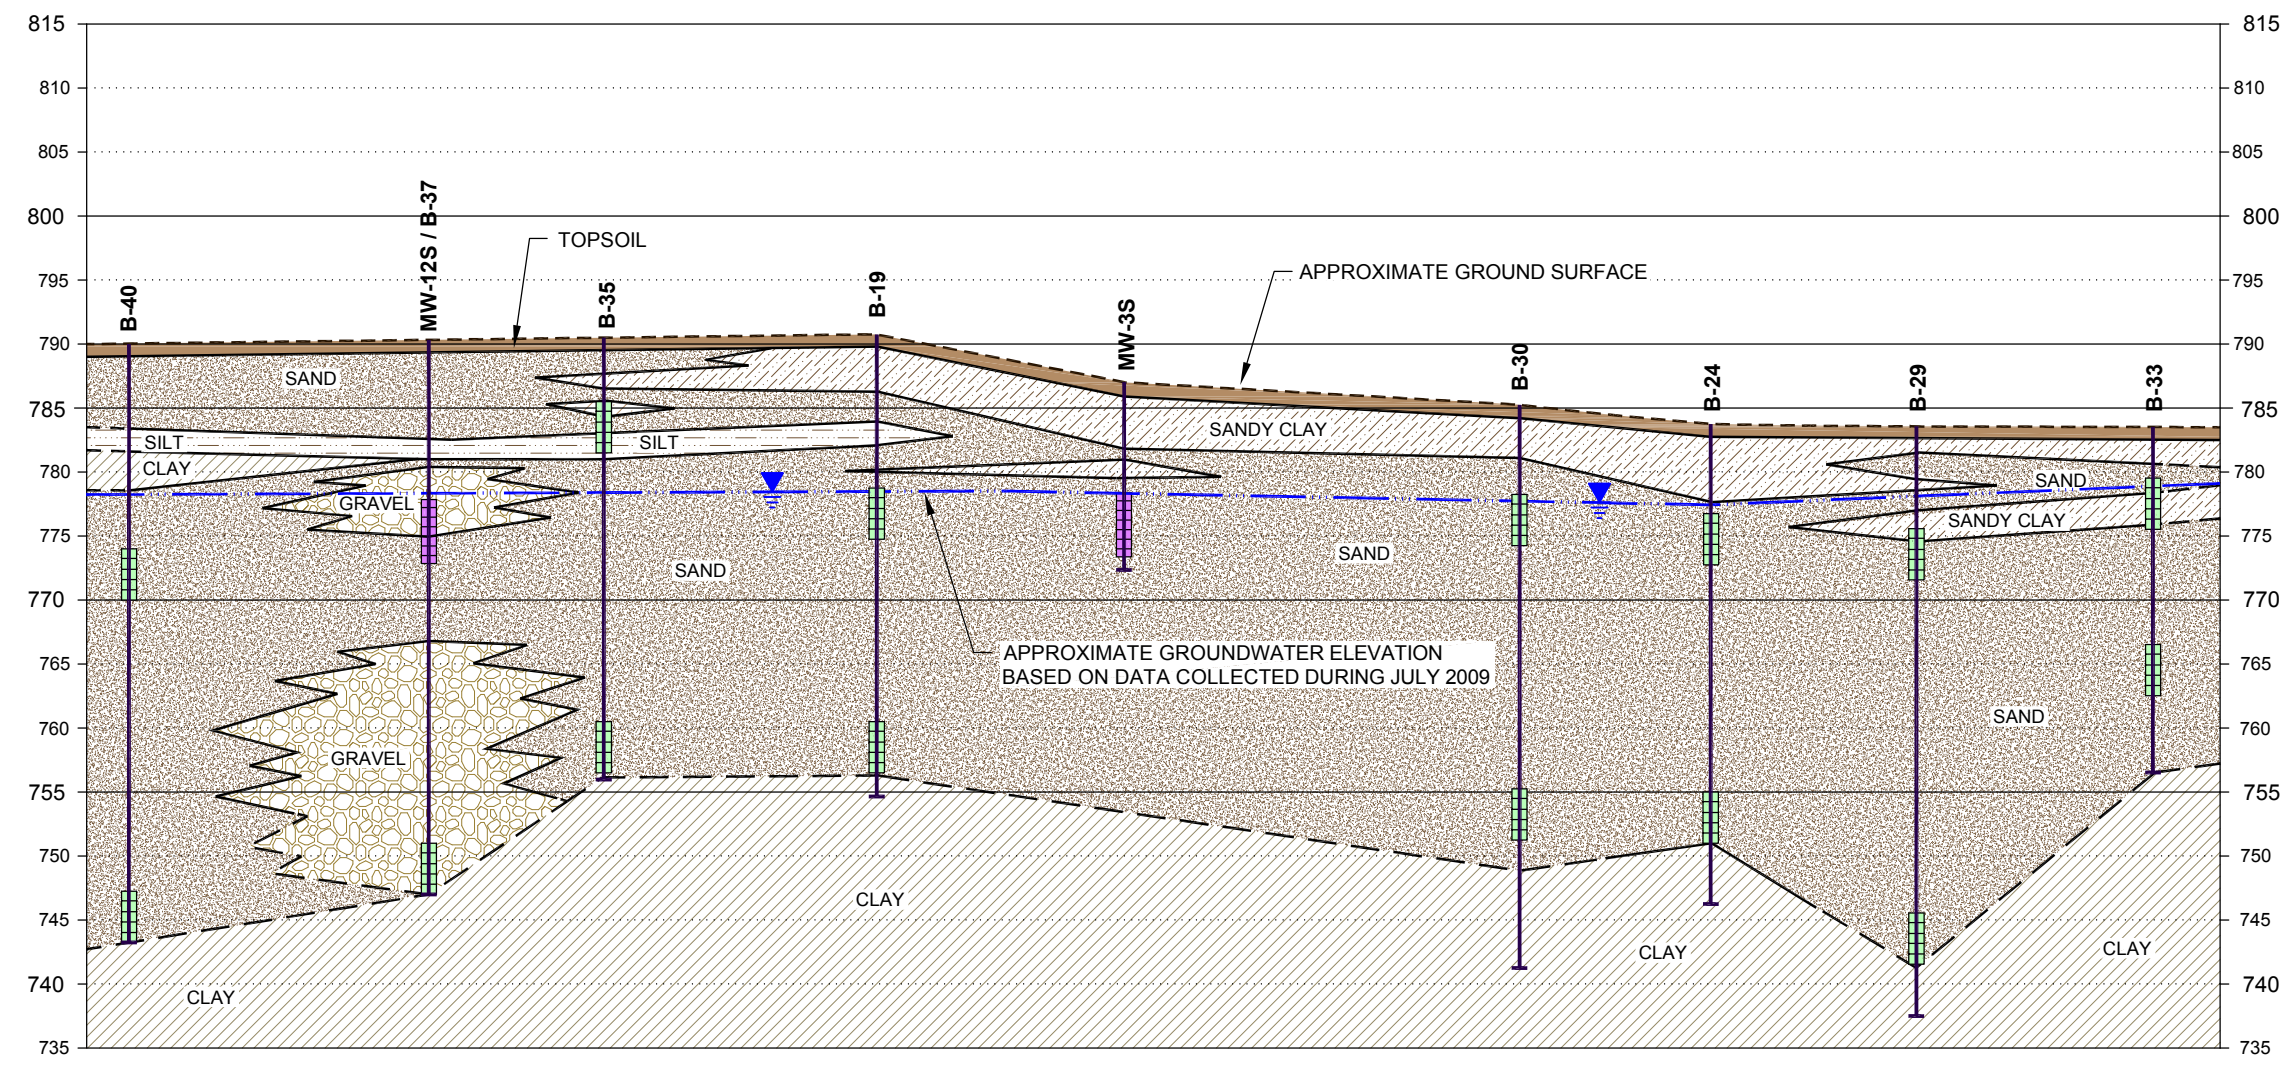 815
815
810
810
805
805
800
800
795
795
790
790
785
785
780
780
775
775
770
770
765
765
760
760
755
755
750
750
745
745
740
740
735
735
B-40
MW-12S / B-37
B-35
B-19
MW-3S
B-30
B-24
B-29
B-33
TOPSOIL
APPROXIMATE GROUND SURFACE
SAND
SANDY CLAY
SILT
SILT
CLAY
SAND
GRAVEL
SANDY CLAY
SAND
SAND
APPROXIMATE GROUNDWATER ELEVATION
BASED ON DATA COLLECTED DURING JULY 2009
SAND
GRAVEL
CLAY
CLAY
CLAY
CLAY